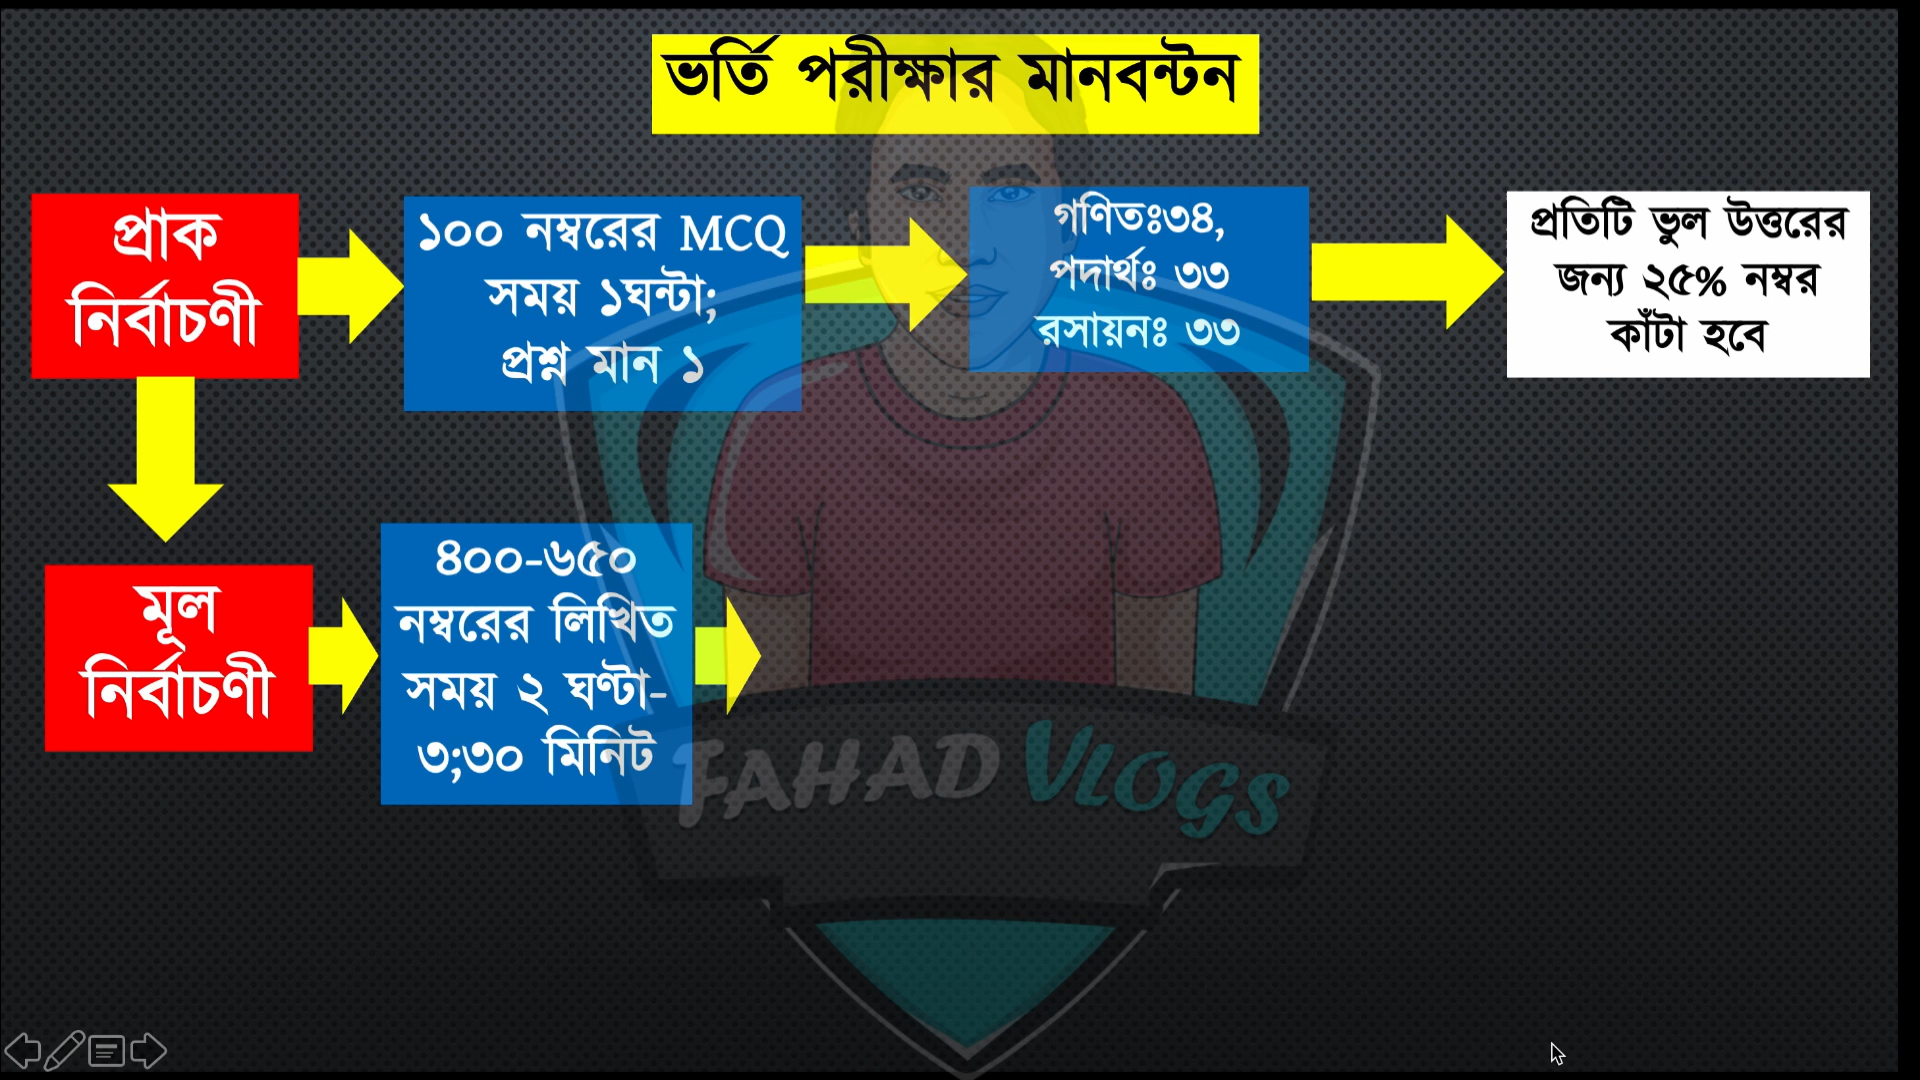 ভর্তি পরীক্ষার মানবন্টন
প্রাক
নির্বাচণী
১০০ নম্বরের MCQ
সময় ১ঘন্টা;
প্রশ্ন মান ১
গণিতঃ৩৪,
পদার্থঃ ৩৩
রসায়নঃ ৩৩
প্রতিটি ভুল উত্তরের
জন্য ২৫% নম্বর
কাঁটা হবে
মূল
নির্বাচণী
৪০০-৬৫০
নম্বরের লিখিত
সময় ২ ঘণ্টা-
৩;৩০ মিনিট
FAHAD VLOGS